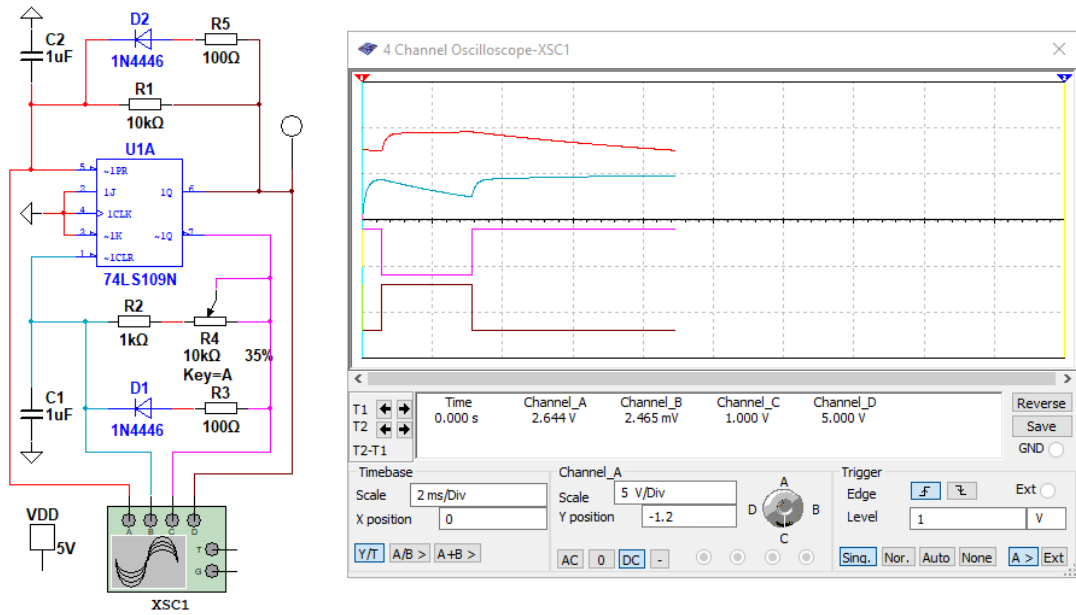 D2
R5
C2
1uF
1N4446
100Ω
R1
10kΩ
U1A
5 ~1PR
2 1J 1Q 6
4 1CLK
3 ~1K ~1Q 7
1 ~1CLR
74LS109N
R2
1kΩ
R4
10kΩ 35%
Key=A
C1
1uF
D1
R3
1N4446
100Ω
VDD
5V
A B C D
T
G
XSC1
4 Channel Oscilloscope-XSC1
1
2
Time Channel_A Channel_B Channel_C Channel_D
T1 0.000 s 2.644 V 2.465 mV 1.000 V 5.000 V
T2
T2-T1
Reverse
Save
GND
Timebase
Scale 2 ms/Div
X position 0
Y/T A/B > A+B >
Channel_A
Scale 5 V/Div
Y position -1.2
AC 0 DC -
A
D B
C
Trigger
Edge Ext
Level 1 V
Sing. Nor. Auto None A > Ext